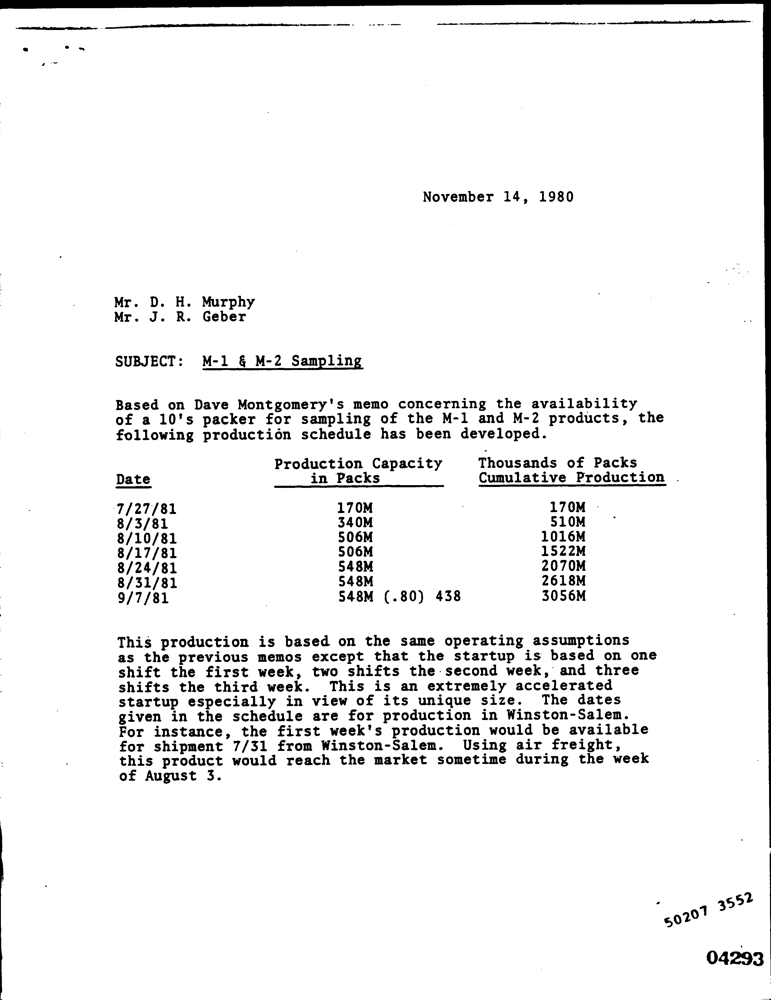 November 14, 1980
Mr. D. H. Murphy
Mr. J. R. Geber
SUBJECT: M-1 & M-2 Sampling
Based on Dave Montgomery's memo concerning the availability
of a 10's packer for sampling of the M-1 and M-2 products, the
following production schedule has been developed.
Production Capacity Thousands of Packs
Date in Packs Cumulative Production
7/27/81 170M 170M
8/3/81 340M 510M
8/10/81 506M 1016M
8/17/81 506M 1522M
8/24/81 548M 2070M
8/31/81 548M 2618M
9/7/81 548M (.80) 438 3056M
This production is based on the same operating assumptions
as the previous memos except that the startup is based on one
shift the first week, two shifts the second week, and three
shifts the third week. This is an extremely accelerated
startup especially in view of its unique size. The dates
given in the schedule are for production in Winston-Salem.
For instance, the first week's production would be available
for shipment 7/31 from Winston-Salem. Using air freight,
this product would reach the market sometime during the week
of August 3.
50207 3552
04293